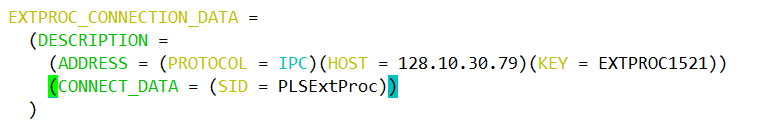 EXTPROC_CONNECTION_DATA =
  (DESCRIPTION =
    (ADDRESS = (PROTOCOL = IPC)(HOST = 128.10.30.79)(KEY = EXTPROC1521))
    (CONNECT_DATA = (SID = PLSExtProc))
  )